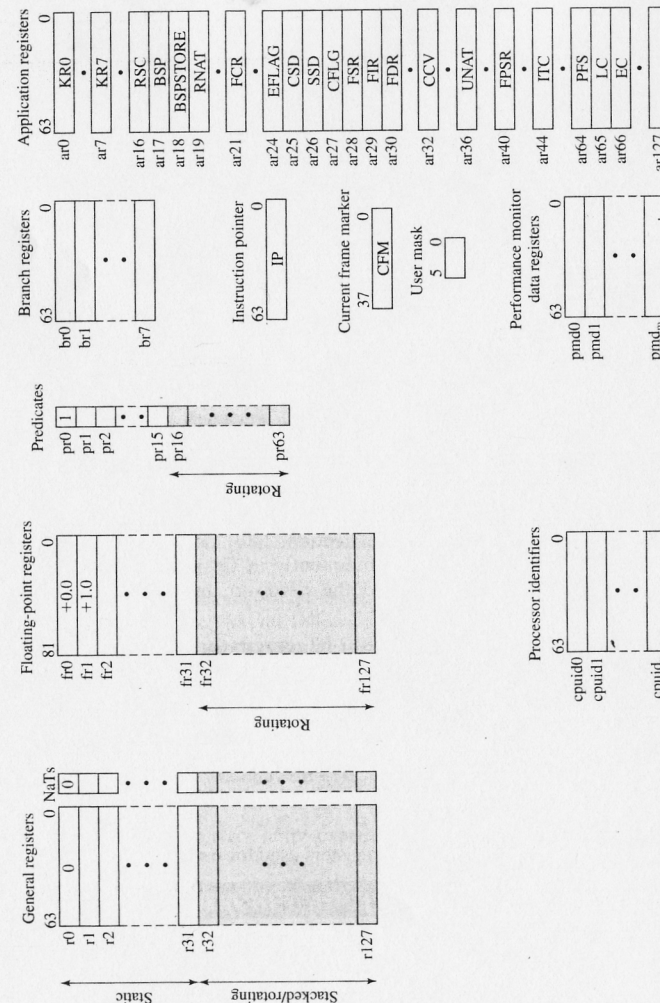 General registers
63 0
r0 0
r1
r2
r31
r32
r127
Static
Stacked/rotating
NaTs
0
Floating-point registers
81 0
fr0 +0.0
fr1 +1.0
fr2
fr31
fr32
fr127
Rotating
Predicates
pr0 1
pr1
pr2
pr15
pr16
pr63
Rotating
Branch registers
63 0
br0
br1
br7
Instruction pointer
63 0
IP
Current frame marker
37 0
CFM
User mask
5 0
Application registers
63 0
ar0 KR0
ar7 KR7
ar16 RSC
ar17 BSP
ar18 BSPSTORE
ar19 RNAT
ar21 FCR
ar24 EFLAG
ar25 CSD
ar26 SSD
ar27 CFLG
ar28 FSR
ar29 FIR
ar30 FDR
ar32 CCV
ar36 UNAT
ar40 FPSR
ar44 ITC
ar64 PFS
ar65 LC
ar66 EC
ar127
Processor identifiers
63 0
cpuid0
cpuid1
cpuid
Performance monitor
data registers
63 0
pmd0
pmd1